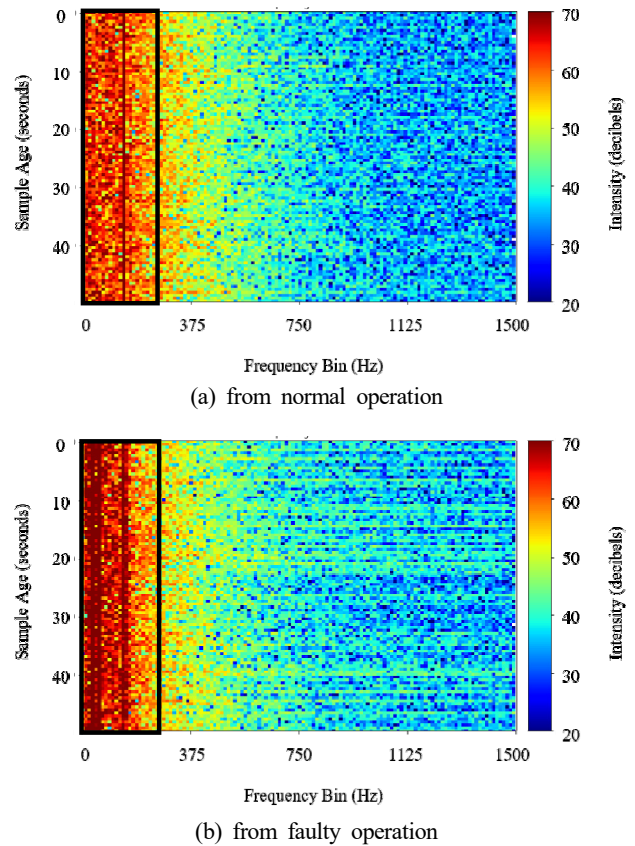 0
10
20
30
40
Sample Age (seconds)
0 375 750 1125 1500
Frequency Bin (Hz)
70
60
50
40
30
20
Intensity (decibels)
(a) from normal operation
0
10
20
30
40
Sample Age (seconds)
0 375 750 1125 1500
Frequency Bin (Hz)
70
60
50
40
30
20
Intensity (decibels)
(b) from faulty operation